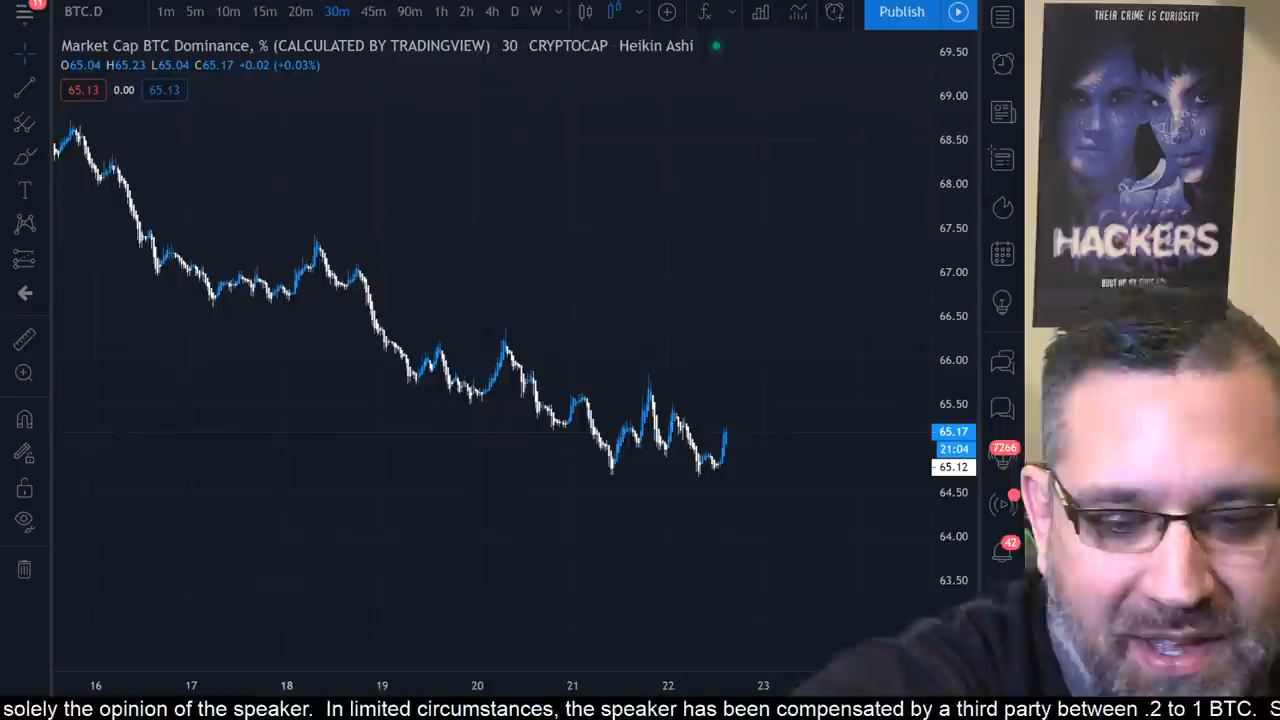 11
BTC.D 1m 5m 10m 15m 20m 30m 45m 90m 1h 2h 4h D W Publish
Market Cap BTC Dominance, % (CALCULATED BY TRADINGVIEW) 30 CRYPTOCAP Heikin Ashi
O65.04 H65.23 L65.04 C65.17 +0.02 (+0.03%)
65.13 0.00 65.13
69.50
69.00
68.50
68.00
67.50
67.00
66.50
66.00
65.50
65.17
21:04
65.12
64.50
64.00
63.50
16 17 18 19 20 21 22 23
7266
42
THEIR CRIME IS CURIOSITY
HACKERS
solely the opinion of the speaker. In limited circumstances, the speaker has been compensated by a third party between .2 to 1 BTC. S